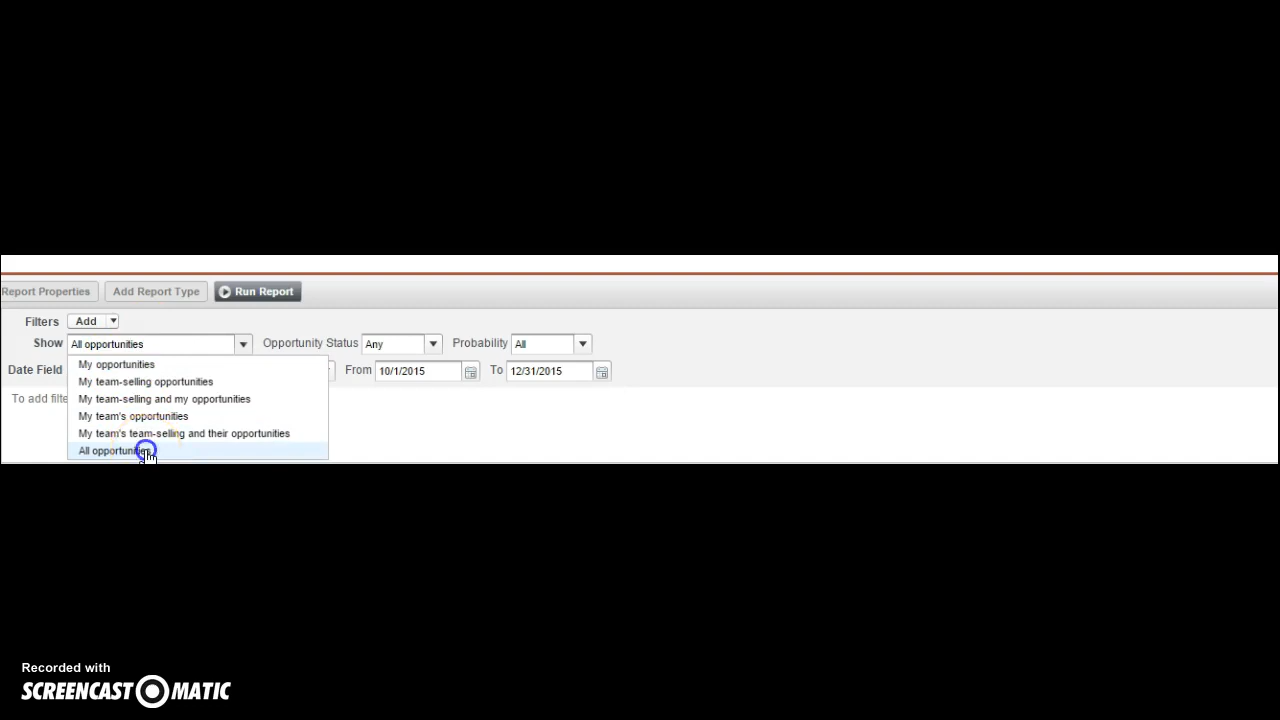 Report Properties Add Report Type Run Report
Filters Add
Show All opportunities Opportunity Status Any Probability All
My opportunities
Date Field From 10/1/2015 To 12/31/2015
My team-selling opportunities
To add filte My team-selling and my opportunities
My team's opportunities
My team's team-selling and their opportunities
All opportunities
Recorded with
SCREENCAST MATIC